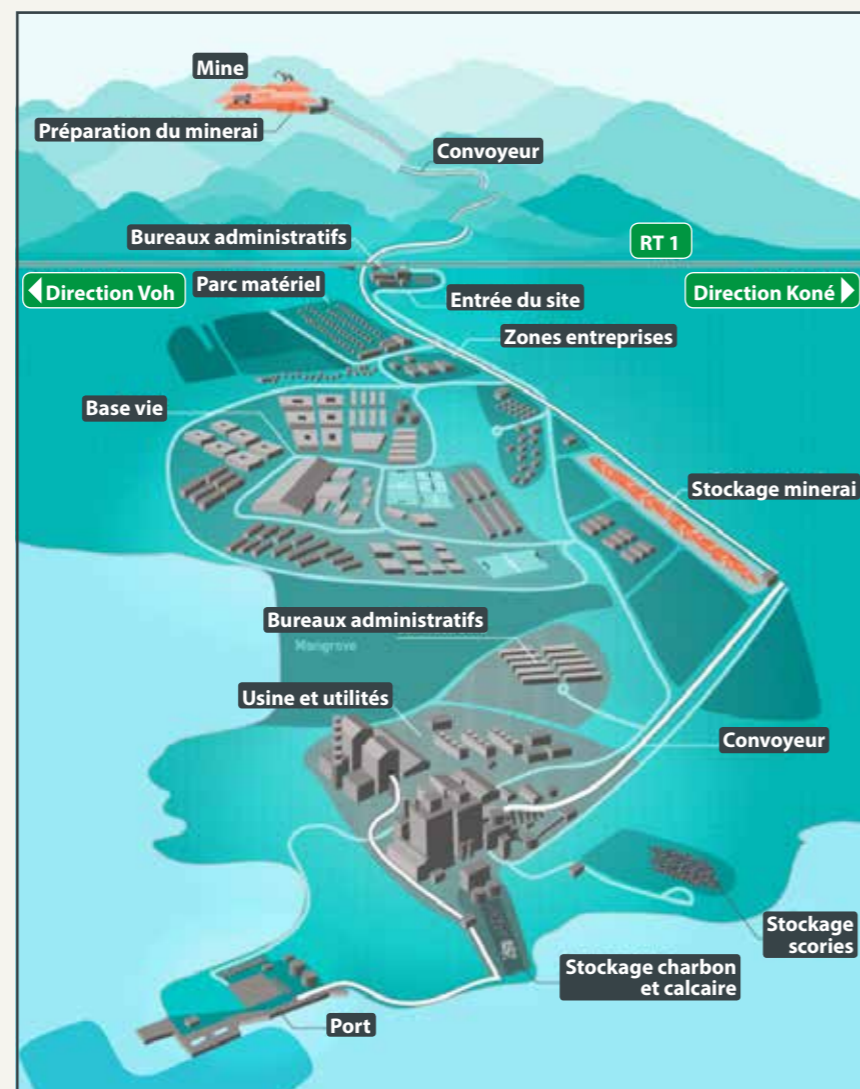 Mine
Préparation du minerai
Convoyeur
Bureaux administratifs
RT 1
Direction Voh
Parc matériel
Entrée du site
Direction Koné
Zones entreprises
Base vie
Stockage minerai
Bureaux administratifs
Mangrove
Usine et utilités
Convoyeur
Stockage
scories
Stockage charbon
et calcaire
Port